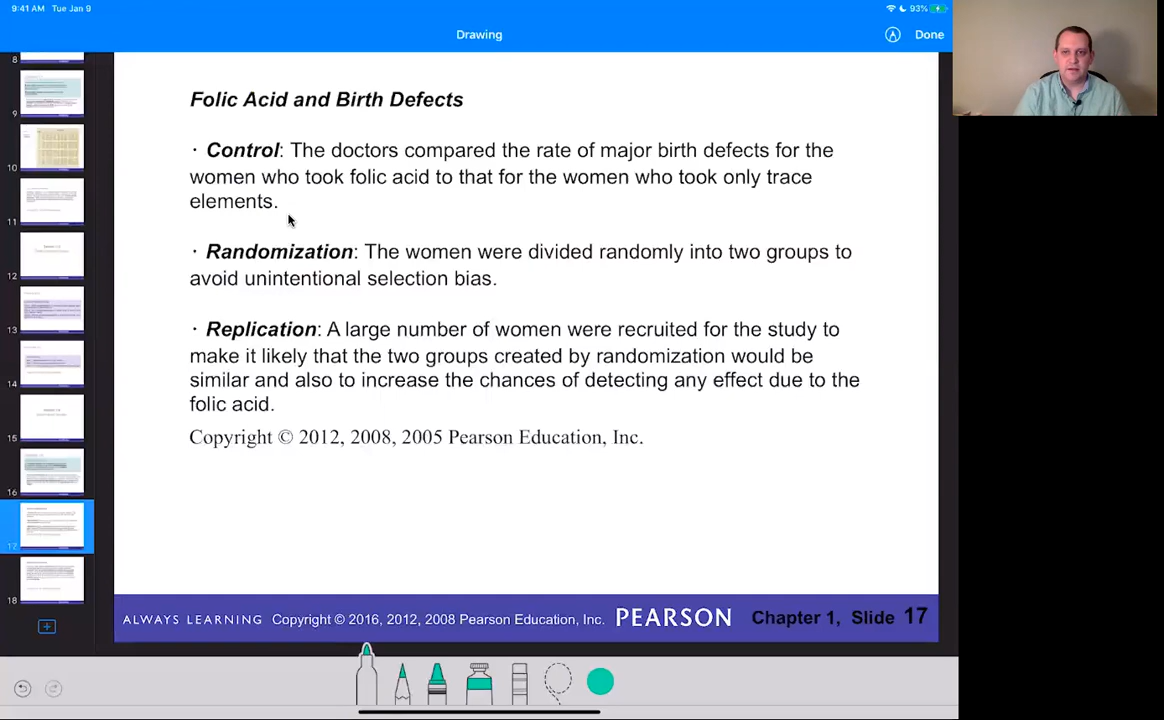 9:41 AM Tue Jan 9
93%
Drawing
Done
Folic Acid and Birth Defects
· Control: The doctors compared the rate of major birth defects for the
women who took folic acid to that for the women who took only trace
elements.
· Randomization: The women were divided randomly into two groups to
avoid unintentional selection bias.
· Replication: A large number of women were recruited for the study to
make it likely that the two groups created by randomization would be
similar and also to increase the chances of detecting any effect due to the
folic acid.
Copyright © 2012, 2008, 2005 Pearson Education, Inc.
ALWAYS LEARNING Copyright © 2016, 2012, 2008 Pearson Education, Inc. PEARSON Chapter 1, Slide 17
8
9
10
11
12
13
14
15
16
17
18